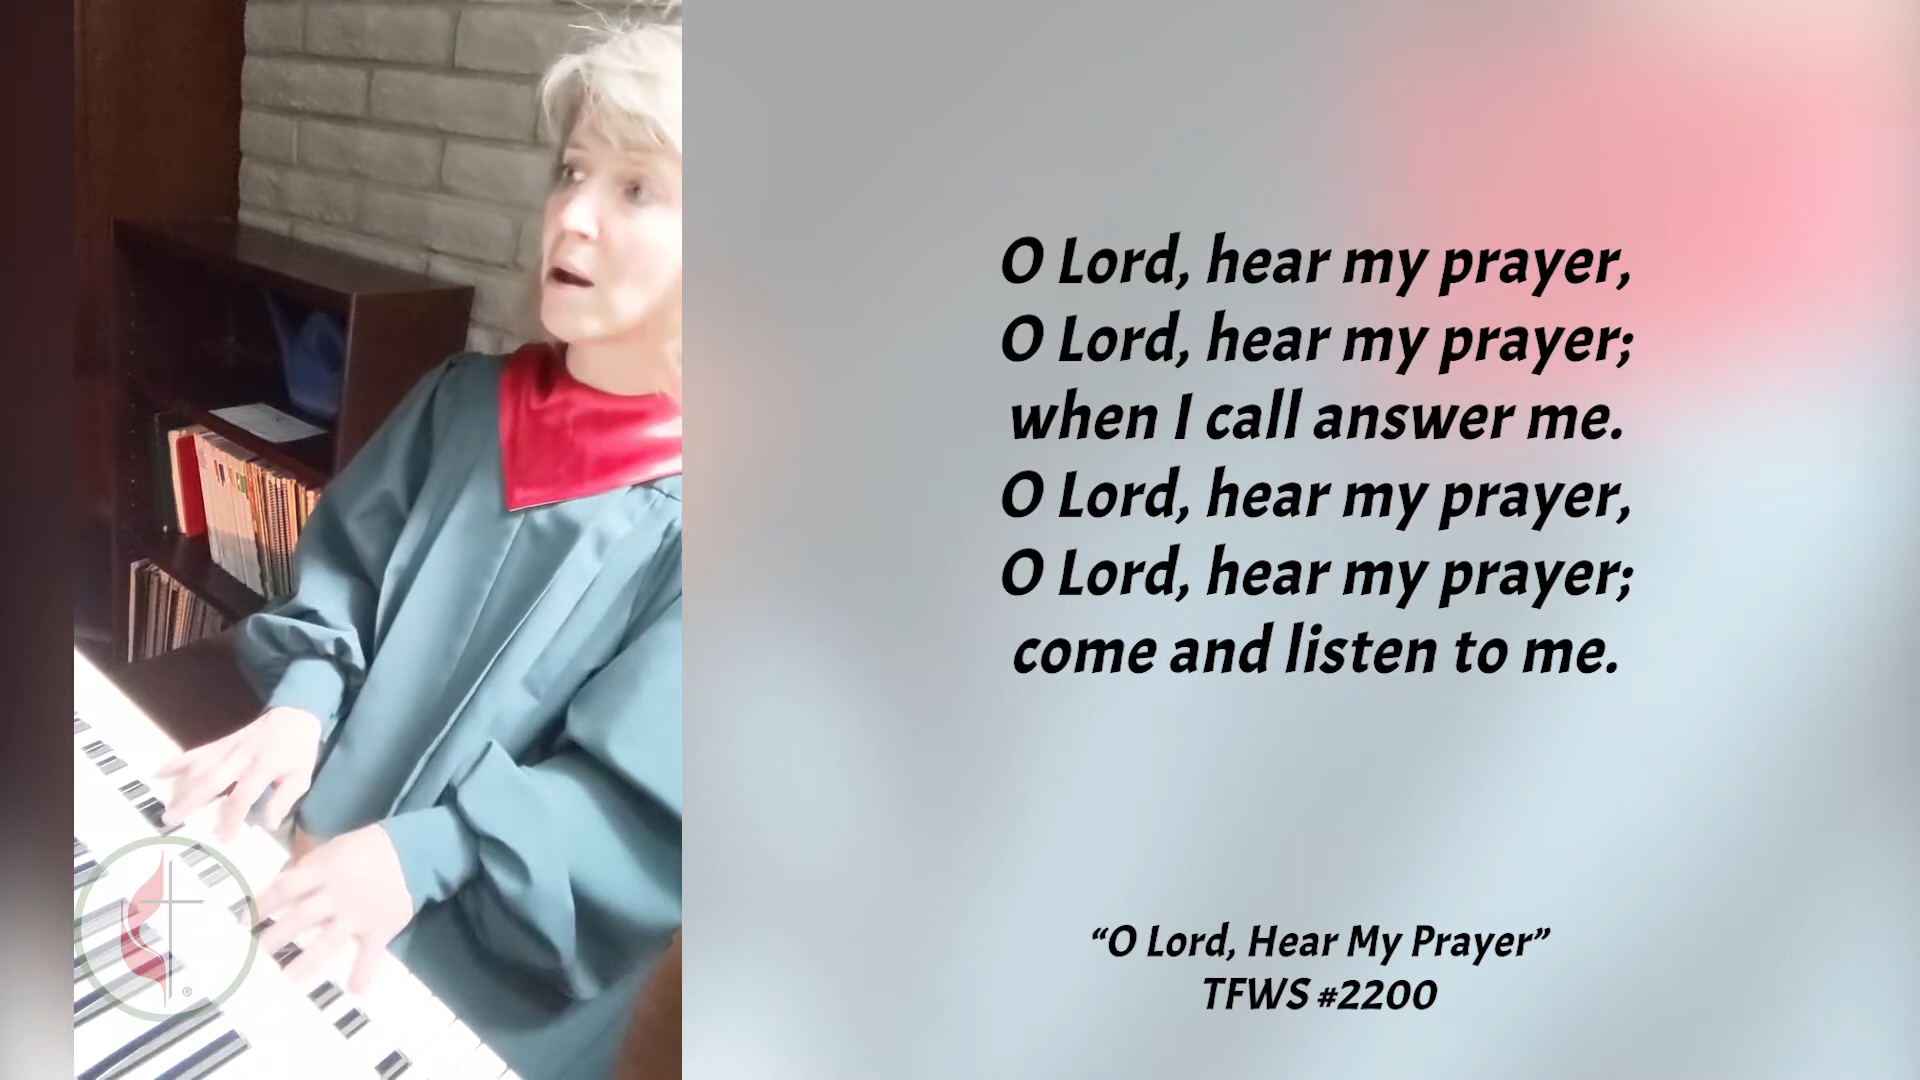 O Lord, hear my prayer,
O Lord, hear my prayer;
when I call answer me.
O Lord, hear my prayer,
O Lord, hear my prayer;
come and listen to me.
“O Lord, Hear My Prayer”
TFWS #2200
®